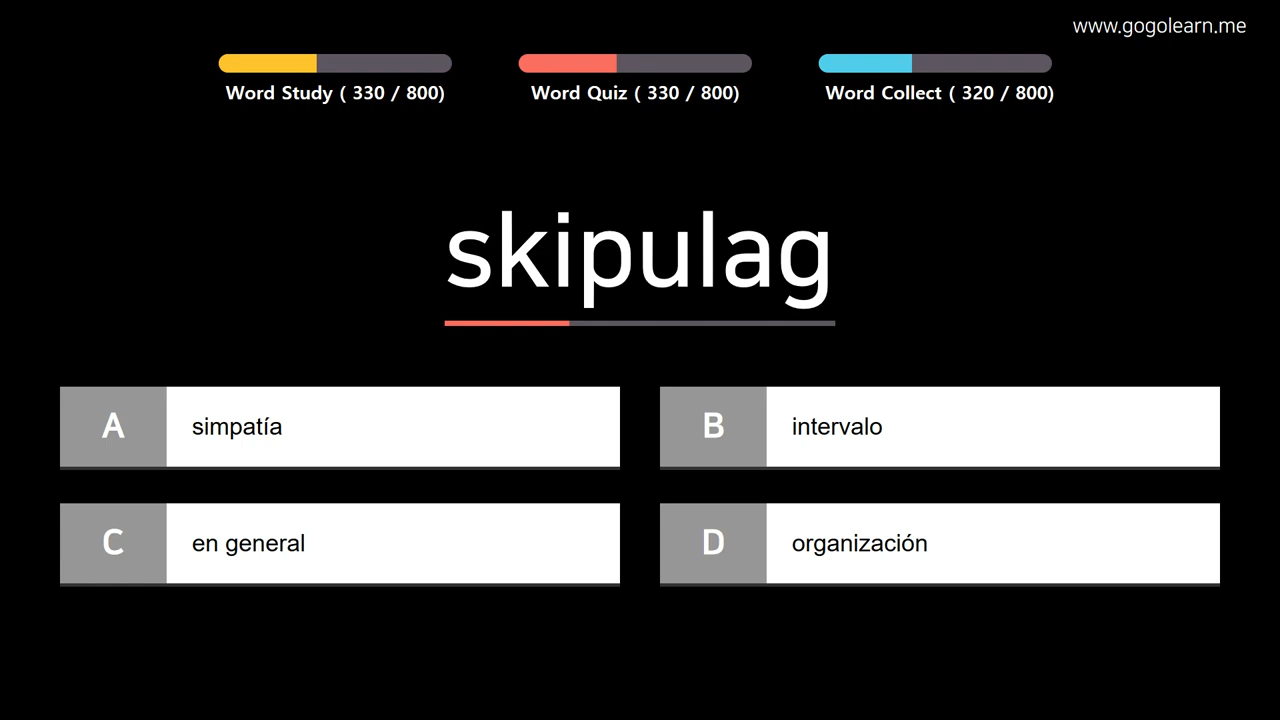 www.gogolearn.me
Word Study ( 330 / 800)
Word Quiz ( 330 / 800)
Word Collect ( 320 / 800)
skipulag
A simpatía
B intervalo
C en general
D organización